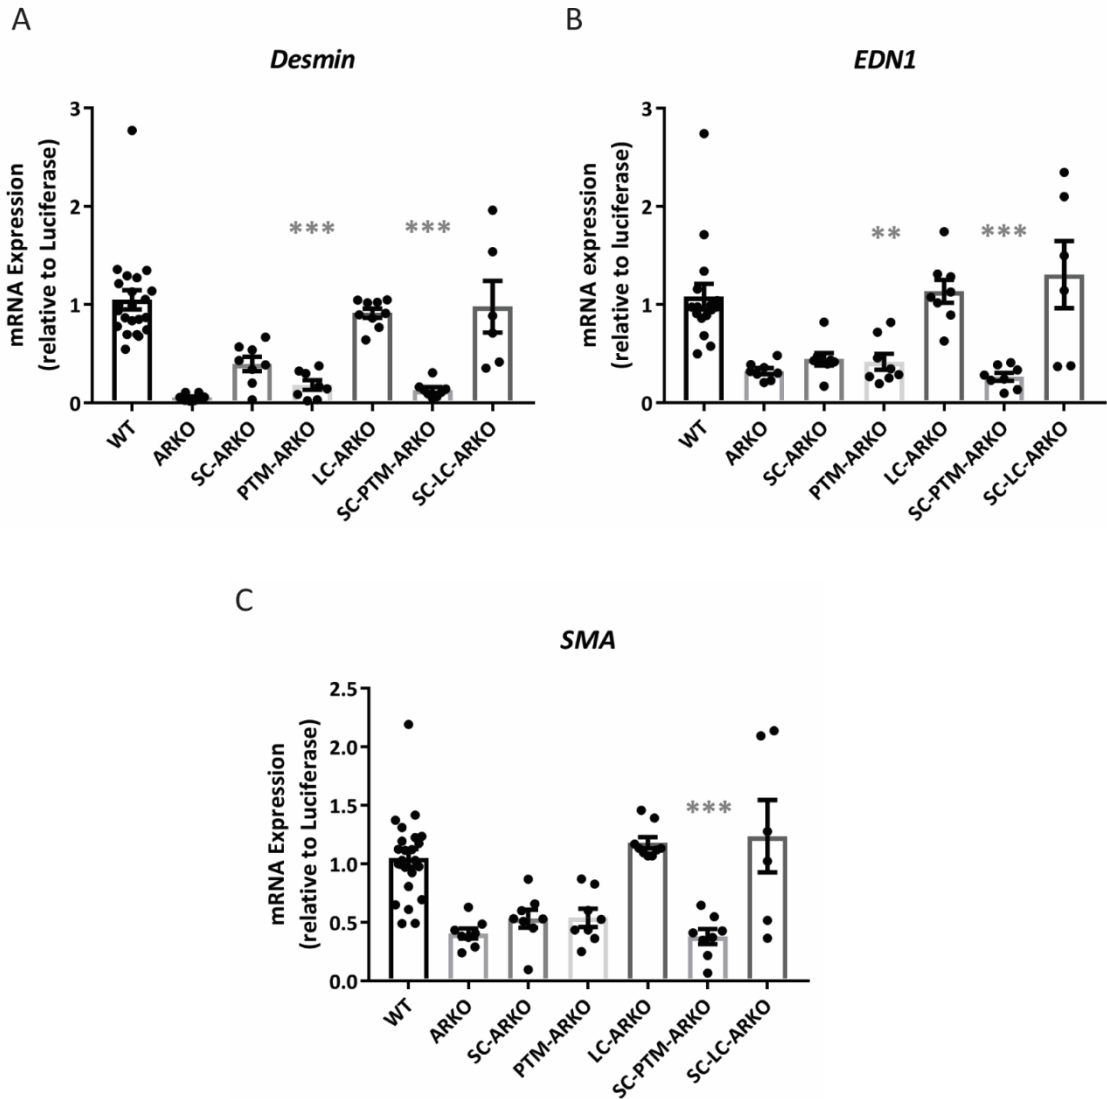 A
Desmin
mRNA Expression
(relative to Luciferase)
3
2
1
0
***
***
WT
ARKO
SC-ARKO
PTM-ARKO
LC-ARKO
SC-PTM-ARKO
SC-LC-ARKO
B
EDN1
mRNA expression
(relative to luciferase)
3
2
1
0
**
***
WT
ARKO
SC-ARKO
PTM-ARKO
LC-ARKO
SC-PTM-ARKO
SC-LC-ARKO
C
SMA
mRNA Expression
(relative to Luciferase)
2.5
2.0
1.5
1.0
0.5
0.0
***
WT
ARKO
SC-ARKO
PTM-ARKO
LC-ARKO
SC-PTM-ARKO
SC-LC-ARKO